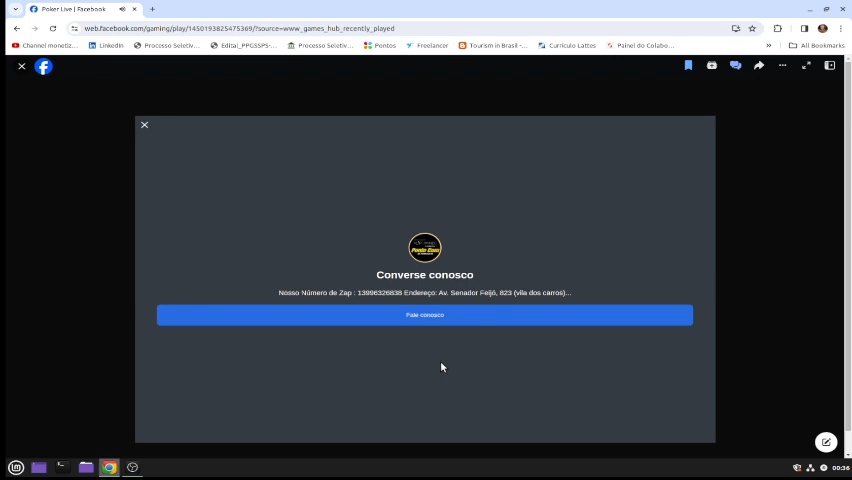 Poker Live | Facebook
web.facebook.com/gaming/play/1450193825475369/?source=www_games_hub_recently_played
Channel monetiz... LinkedIn Processo Seletiv... Edital_PPGSSPS-... Processo Seletiv... Pontos Freelancer Tourism in Brasil -... Currículo Lattes Painel do Colabo... » All Bookmarks
Ponto Com
Converse conosco
Nosso Número de Zap : 13996326838 Endereço: Av. Senador Feijó, 823 (vila dos carros)...
Fale conosco
00:36